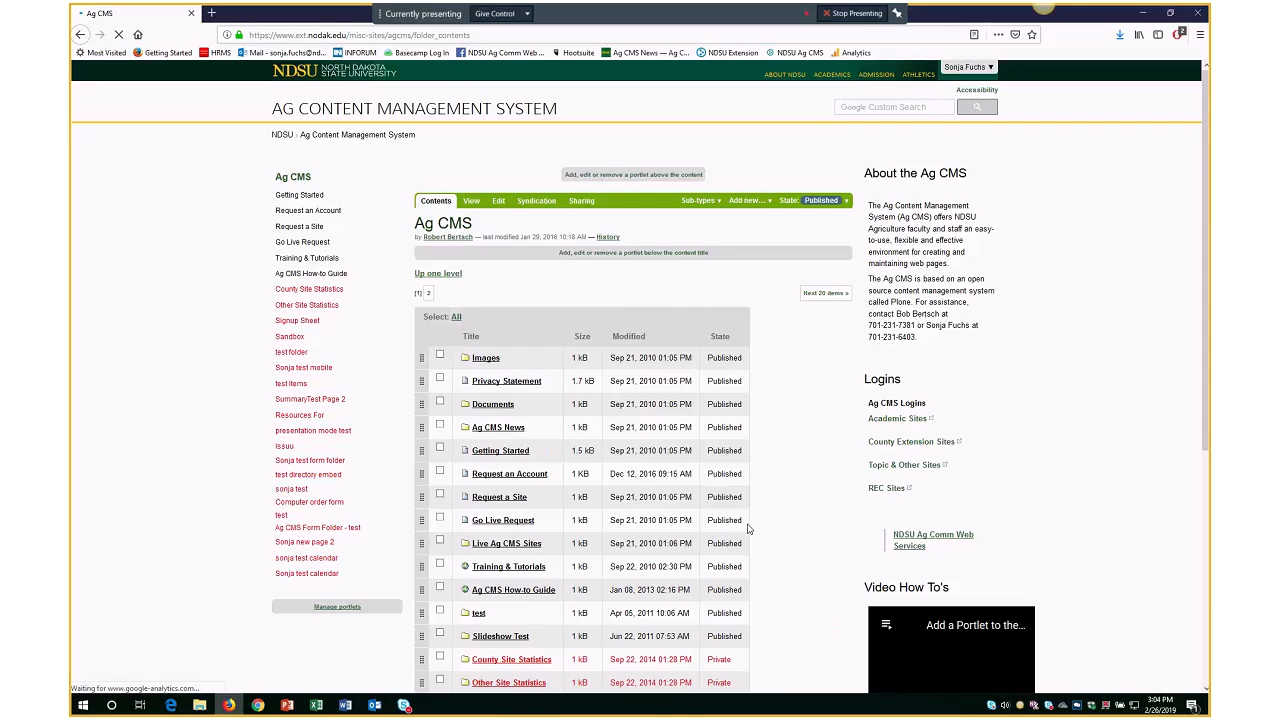 Ag CMS
Currently presenting
Give Control
Stop Presenting
https://www.ext.nodak.edu/misc-sites/agcms/folder_contents
Most Visited
Getting Started
HRMS
Mail - sonja.fuchs@nd...
INFORUM
Basecamp Log In
NDSU Ag Comm Web ...
Hootsuite
Ag CMS News — Ag C...
NDSU Extension
NDSU Ag CMS
Analytics
NDSU NORTH DAKOTA
STATE UNIVERSITY
ABOUT NDSU
ACADEMICS
ADMISSION
ATHLETICS
Sonja Fuchs ▼
Accessibility
AG CONTENT MANAGEMENT SYSTEM
Google Custom Search
NDSU › Ag Content Management System
Ag CMS
Getting Started
Request an Account
Request a Site
Go Live Request
Training & Tutorials
Ag CMS How-to Guide
County Site Statistics
Other Site Statistics
Signup Sheet
Sandbox
test folder
Sonja test mobile
test items
SummaryTest Page 2
Resources For
presentation mode test
Issuu
Sonja test form folder
test directory embed
sonja test
Computer order form
test
Ag CMS Form Folder - test
Sonja new page 2
sonja test calendar
Sonja test calendar
Manage portlets
Add, edit or remove a portlet above the content
Contents
View
Edit
Syndication
Sharing
Sub-types ▼
Add new... ▼
State: Published ▼
Ag CMS
by Robert Bertsch — last modified Jan 29, 2016 10:18 AM — History
Add, edit or remove a portlet below the content title
Up one level
[1] 2
Next 20 items »
Select: All
Title Size Modified State
Images 1 kB Sep 21, 2010 01:05 PM Published
Privacy Statement 1.7 kB Sep 21, 2010 01:05 PM Published
Documents 1 kB Sep 21, 2010 01:05 PM Published
Ag CMS News 1 kB Sep 21, 2010 01:05 PM Published
Getting Started 1.5 kB Sep 21, 2010 01:05 PM Published
Request an Account 1 KB Dec 12, 2016 09:15 AM Published
Request a Site 1 kB Sep 21, 2010 01:05 PM Published
Go Live Request 1 kB Sep 21, 2010 01:05 PM Published
Live Ag CMS Sites 1 kB Sep 21, 2010 01:06 PM Published
Training & Tutorials 1 kB Sep 22, 2010 02:30 PM Published
Ag CMS How-to Guide 1 kB Jan 08, 2013 02:16 PM Published
test 1 kB Apr 05, 2011 10:06 AM Published
Slideshow Test 1 kB Jun 22, 2011 07:53 AM Published
County Site Statistics 1 kB Sep 22, 2014 01:28 PM Private
Other Site Statistics 1 kB Sep 22, 2014 01:28 PM Private
About the Ag CMS
The Ag Content Management
System (Ag CMS) offers NDSU
Agriculture faculty and staff an easy-
to-use, flexible and effective
environment for creating and
maintaining web pages.
The Ag CMS is based on an open
source content management system
called Plone. For assistance,
contact Bob Bertsch at
701-231-7381 or Sonja Fuchs at
701-231-6403.
Logins
Ag CMS Logins
Academic Sites
County Extension Sites
Topic & Other Sites
REC Sites
NDSU Ag Comm Web
Services
Video How To's
Add a Portlet to the...
Waiting for www.google-analytics.com...
3:04 PM
2/26/2019